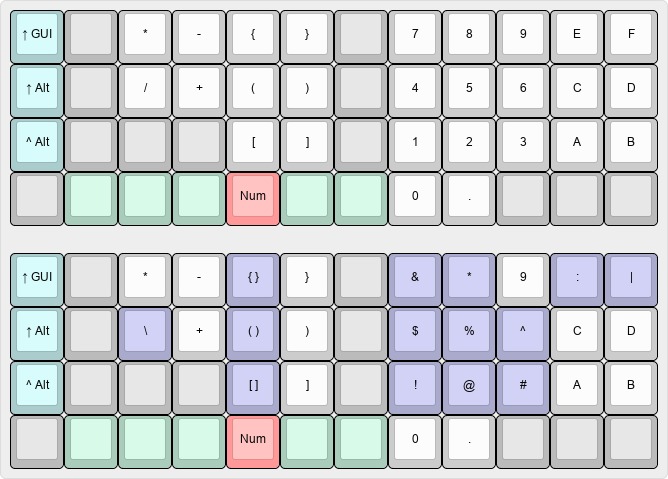 ↑ GUI * - { } 7 8 9 E F
↑ Alt / + ( ) 4 5 6 C D
^ Alt [ ] 1 2 3 A B
Num 0 .
↑ GUI * - { } } & * 9 : |
↑ Alt \ + ( ) ) $ % ^ C D
^ Alt [ ] ] ! @ # A B
Num 0 .